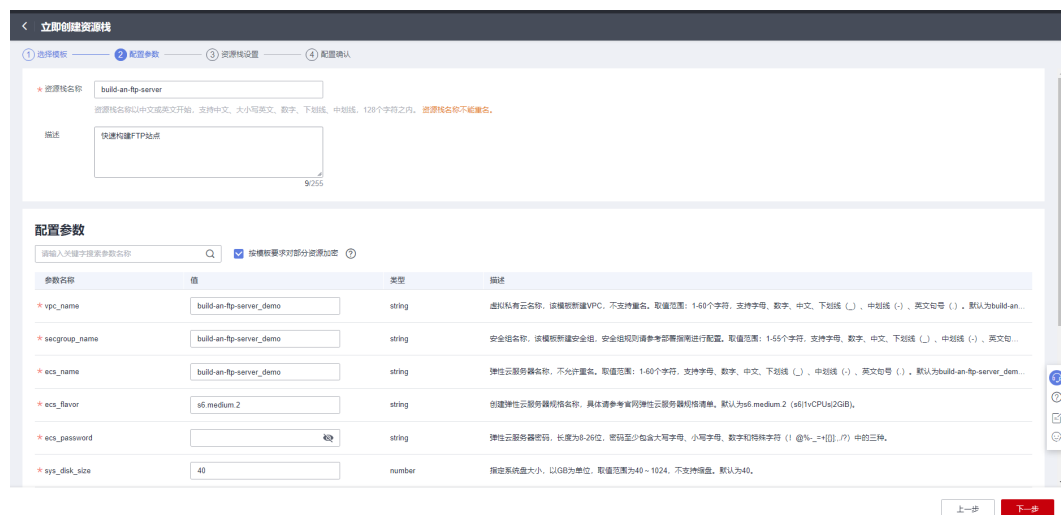 立即创建资源栈
1 选择模板 2 配置参数 3 资源栈设置 4 配置确认
* 资源栈名称 build-an-ftp-server
资源栈名称以中文或英文开始，支持中文、大小写英文、数字、下划线、中划线，128个字符之内。 资源栈名称不能重名。
描述 快速构建FTP站点
9/255
配置参数
请输入关键字搜索参数名称 按模板要求对部分资源加密
参数名称 值 类型 描述
* vpc_name build-an-ftp-server_demo string 虚拟私有云名称，该模板新建VPC，不支持重名。取值范围：1-60个字符，支持字母、数字、中文、下划线（_）、中划线（-）、英文句号（.）。默认为build-an...
* secgroup_name build-an-ftp-server_demo string 安全组名称，该模板新建安全组，安全组规则请参考部署指南进行配置。取值范围：1-55个字符，支持字母、数字、中文、下划线（_）、中划线（-）、英文句...
* ecs_name build-an-ftp-server_demo string 弹性云服务器名称，不允许重名。取值范围：1-60个字符，支持字母、数字、中文、下划线（_）、中划线（-）、英文句号（.）。默认为build-an-ftp-server_dem...
* ecs_flavor s6.medium.2 string 创建弹性云服务器规格名称，具体请参考官网弹性云服务器规格清单。默认为s6.medium.2（s6|1vCPUs|2GiB)。
* ecs_password string 弹性云服务器密码，长度为8-26位，密码至少包含大写字母、小写字母、数字和特殊字符（！@%-_=+[{}]:,./?）中的三种。
* sys_disk_size 40 number 指定系统盘大小，以GB为单位，取值范围为40～1024，不支持缩盘。默认为40。
上一步 下一步